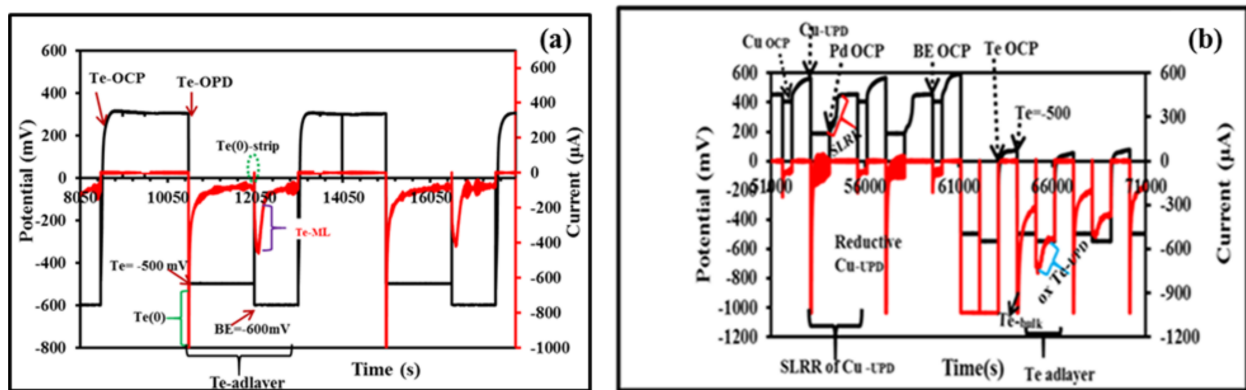 (a)
600
400
200
0
-200
-400
-600
-800
Potential (mV)
Te-OCP
Te-OPD
Te(0)-strip
8050 10050 12050 14050 16050
Te-ML
Te= -500 mV
Te(0)
BE=-600mV
Te-adlayer
Time (s)
600
400
200
0
-200
-400
-600
-800
-1000
Current (µA)
(b)
Cu OCP
Cu-UPD
Pd OCP
BE OCP
Te OCP
Te=-500
600
400
200
0
-200
-400
-600
-800
-1000
-1200
Potential (mV)
SLRR
51000 56000 61000 66000 71000
Reductive
Cu-UPD
ox Te-UPD
Te-bulk
SLRR of Cu -UPD
Time(s)
Te adlayer
600
300
0
-300
-600
-900
-1200
Current (µA)